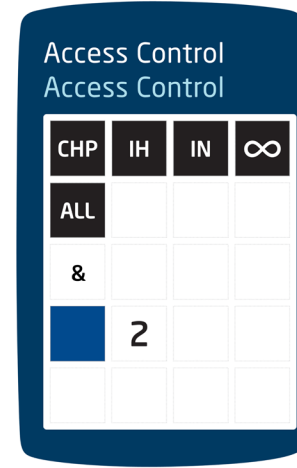 Access Control
Access Control
CHP IH IN ∞
ALL
&
2